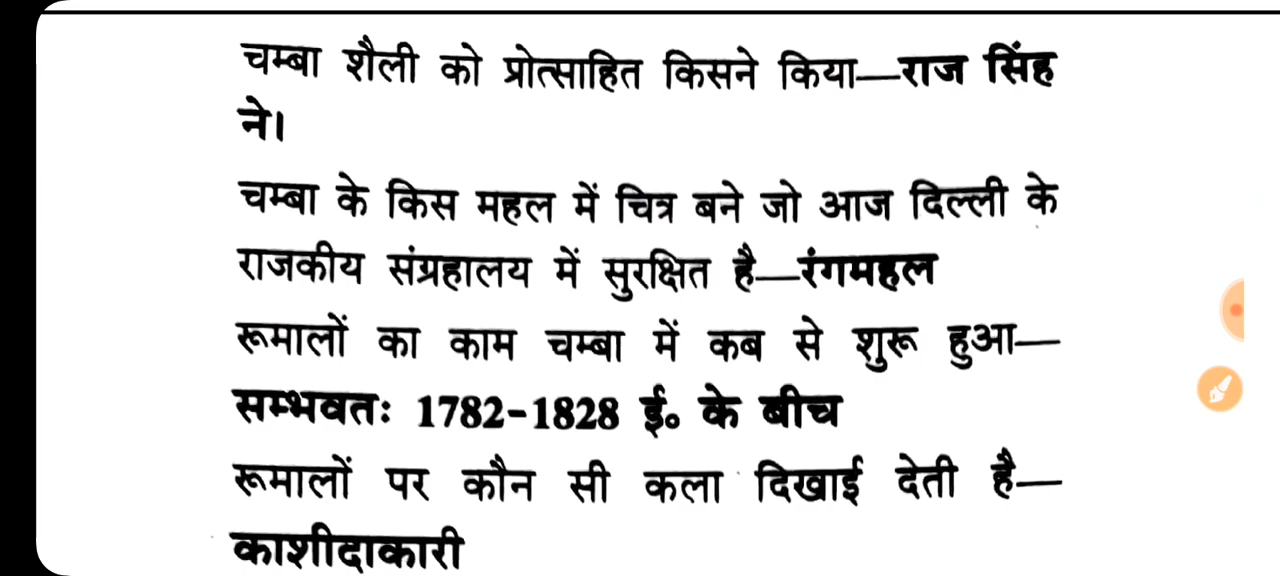 चम्बा शैली को प्रोत्साहित किसने किया—राज सिंह
ने।
चम्बा के किस महल में चित्र बने जो आज दिल्ली के
राजकीय संग्रहालय में सुरक्षित है—रंगमहल
रूमालों का काम चम्बा में कब से शुरू हुआ—
सम्भवतः 1782-1828 ई० के बीच
रूमालों पर कौन सी कला दिखाई देती है—
काशीदाकारी